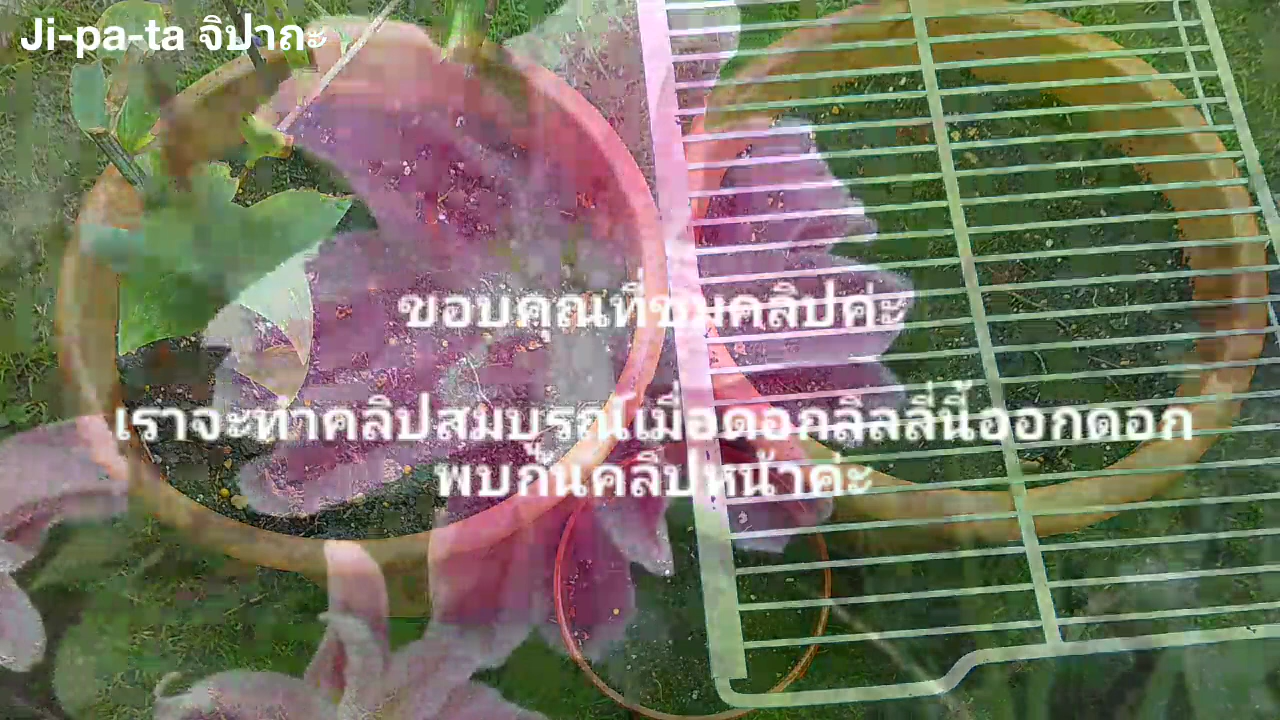 Ji-pa-ta จิปาถะ
ขอบคุณที่ชมคลิปค่ะ
เราจะทำคลิปสมบูรณ์เมื่อดอกลิลลี่นี้ออกดอก
พบกันคลิปหน้าค่ะ